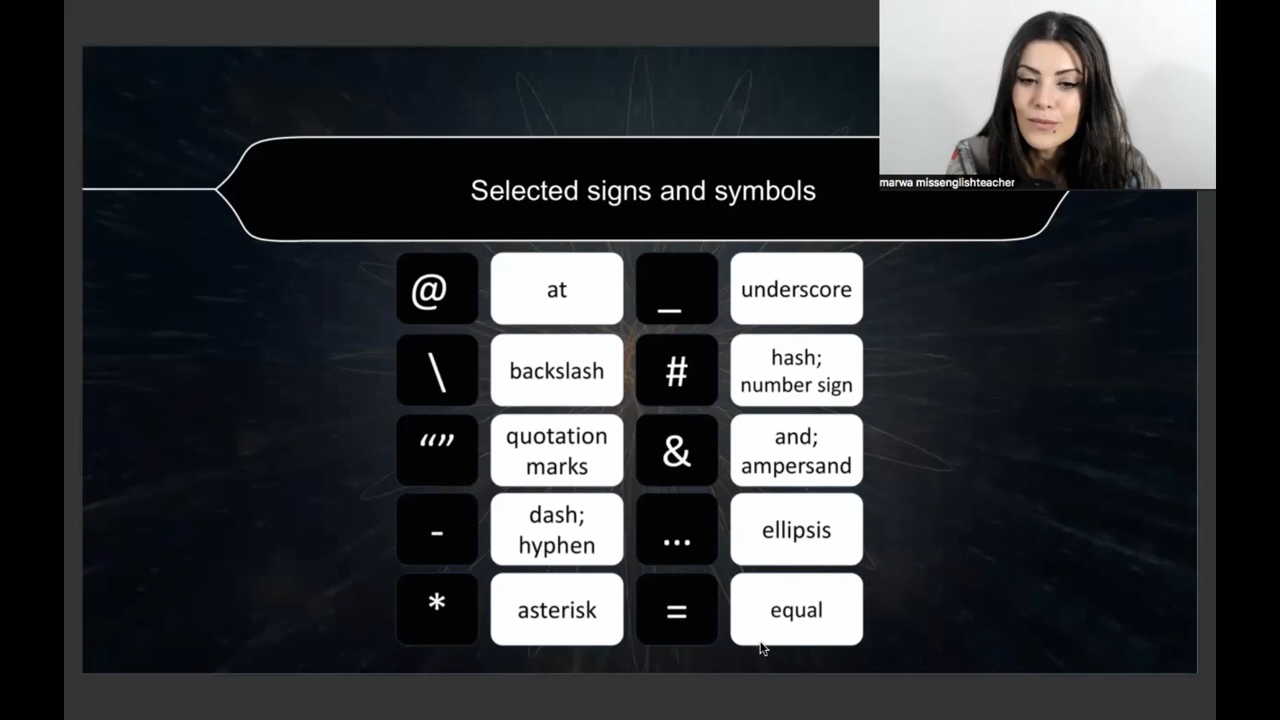 marwa missenglishteacher
Selected signs and symbols
@ at _ underscore
\ backslash # hash;
number sign
“” quotation
marks
& and;
ampersand
- dash;
hyphen
... ellipsis
* asterisk = equal